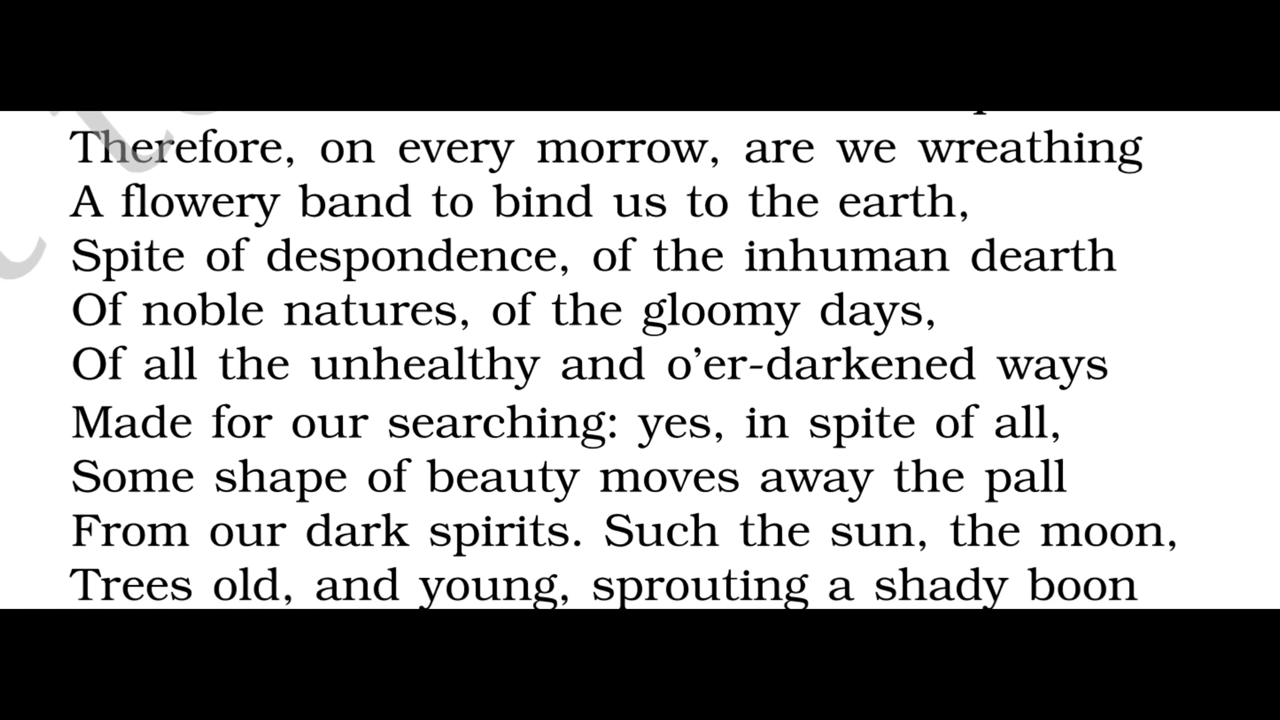 Therefore, on every morrow, are we wreathing
A flowery band to bind us to the earth,
Spite of despondence, of the inhuman dearth
Of noble natures, of the gloomy days,
Of all the unhealthy and o’er-darkened ways
Made for our searching: yes, in spite of all,
Some shape of beauty moves away the pall
From our dark spirits. Such the sun, the moon,
Trees old, and young, sprouting a shady boon